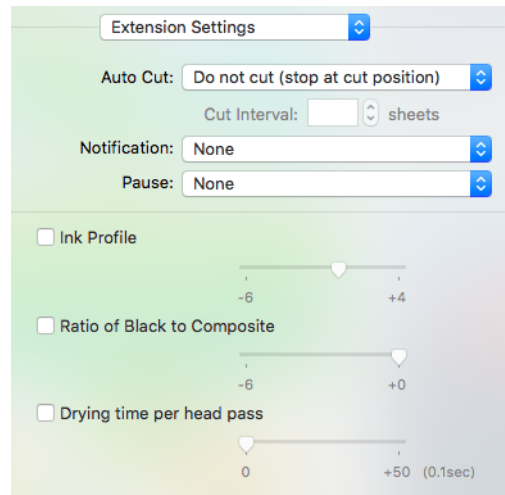 Extension Settings
Auto Cut: Do not cut (stop at cut position)
Cut Interval: sheets
Notification: None
Pause: None
Ink Profile
-6 +4
Ratio of Black to Composite
-6 +0
Drying time per head pass
0 +50 (0.1sec)